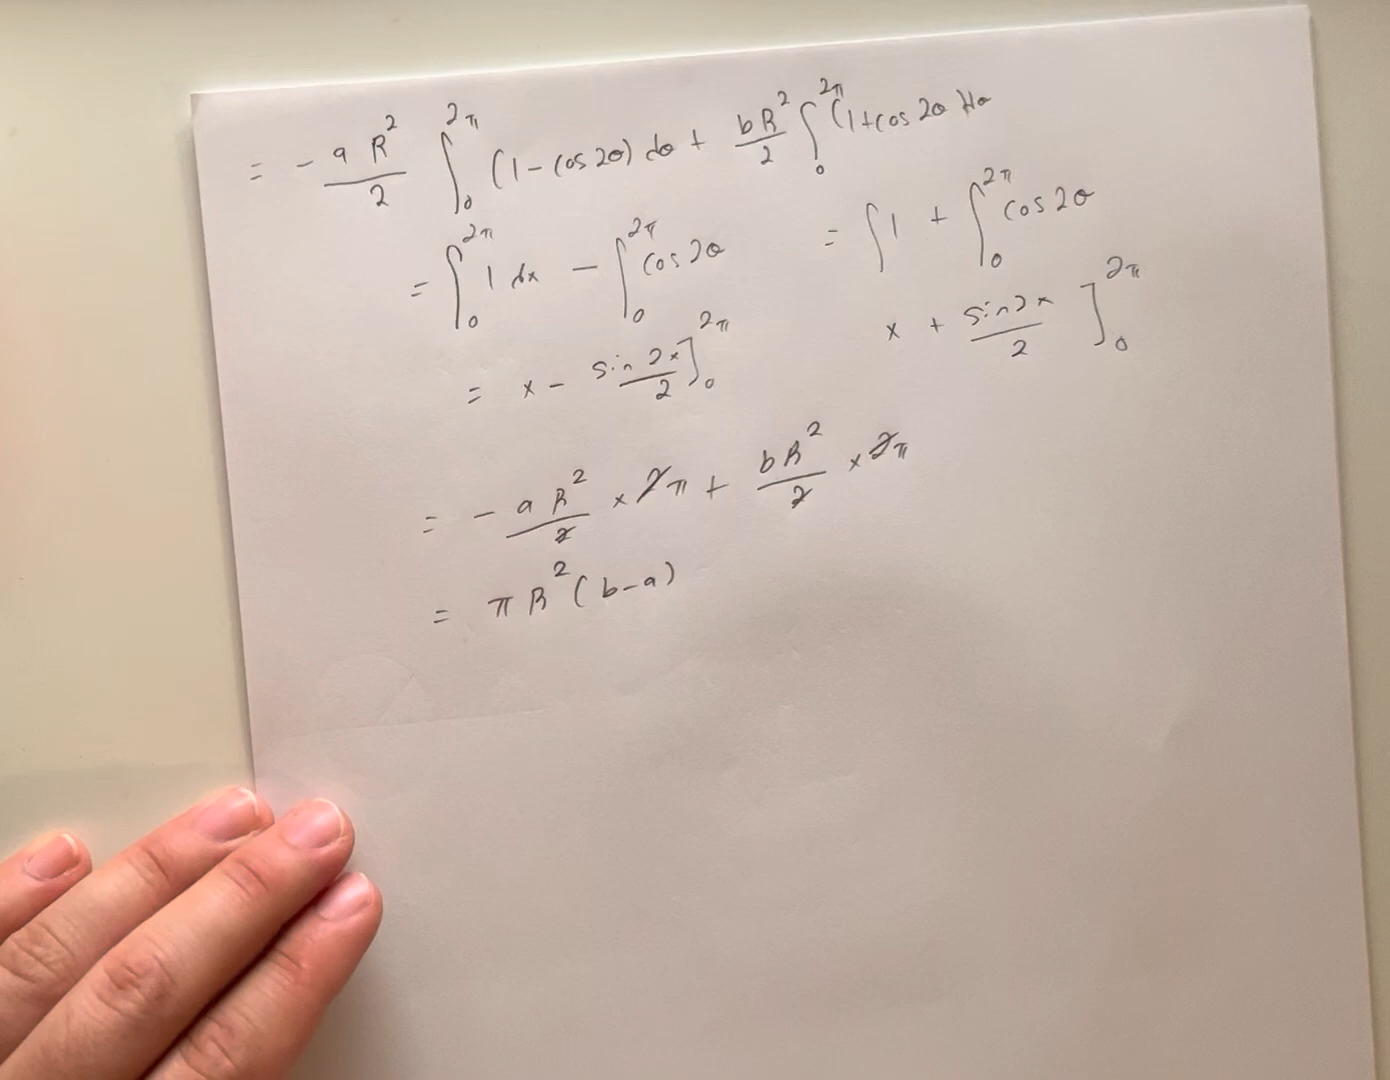 = - aR²/2 ∫₀^2π (1 - cos 2θ) dθ + bR²/2 ∫₀^2π (1 + cos 2θ dθ
= ∫₀^2π 1 dx - ∫₀^2π cos 2θ = ∫ 1 + ∫₀^2π cos 2θ
= x - sin 2x/2 ]₀^2π x + sin 2x/2 ]₀^2π
= - aR²/2 × 2π + bR²/2 × 2π
= πR² (b - a)